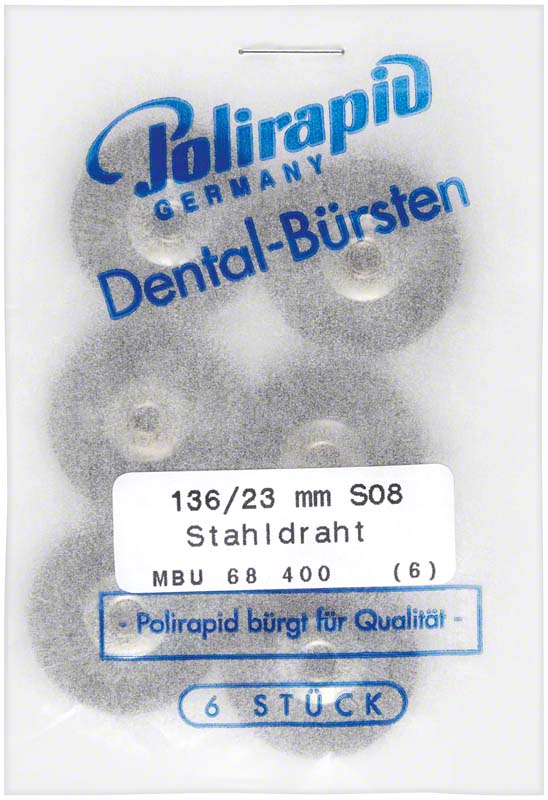 Polirapid
GERMANY
Dental-Bürsten
136/23 mm S08
Stahldraht
MBU 68 400 (6)
- Polirapid bürgt für Qualität -
6 STÜCK